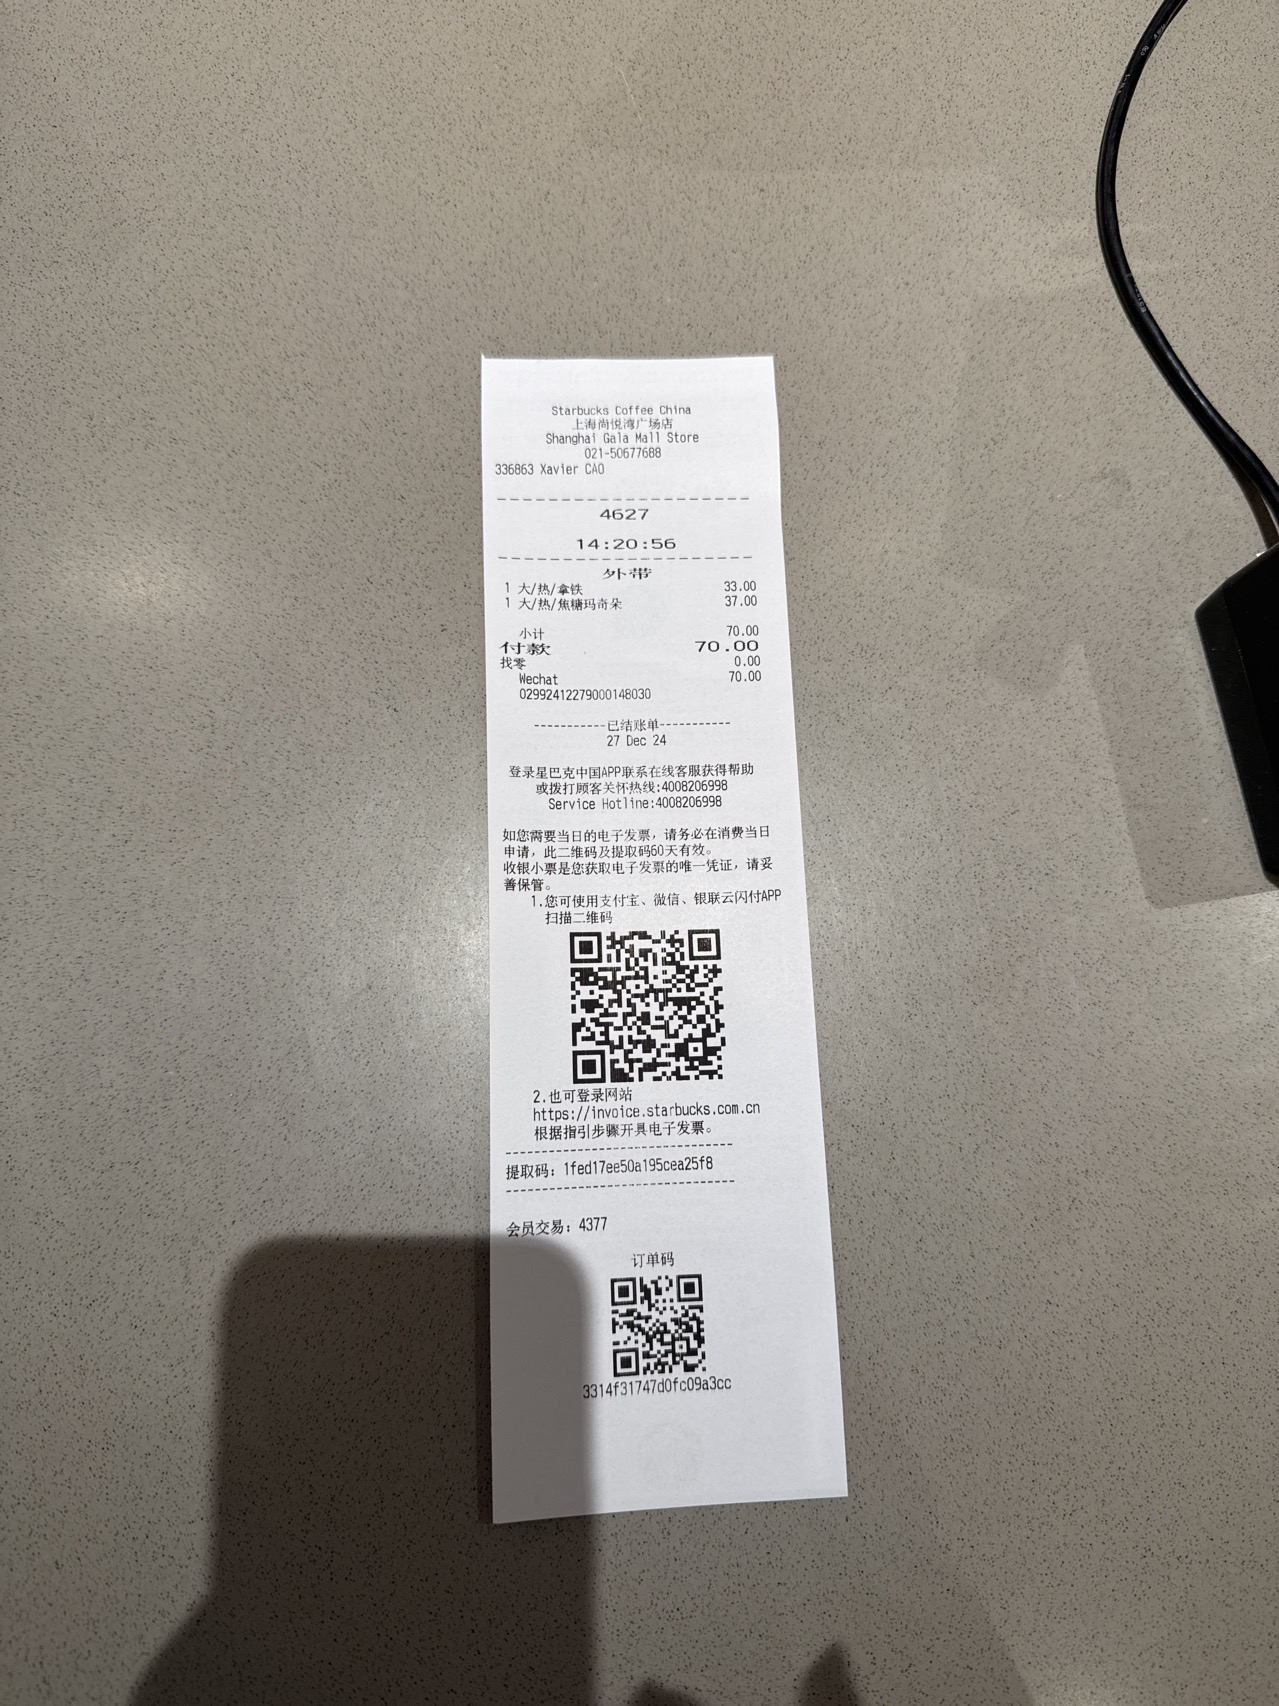 Starbucks Coffee China
上海尚悦湾广场店
Shanghai Gala Mall Store
021-50677688
336863 Xavier CAO
4627
14:20:56
外带
1 大/热/拿铁 33.00
1 大/热/焦糖玛奇朵 37.00
小计 70.00
付款 70.00
找零 0.00
Wechat 70.00
02992412279000148030
-----------已结账单-----------
27 Dec 24
登录星巴克中国APP联系在线客服获得帮助
或拨打顾客关怀热线:4008206998
Service Hotline:4008206998
如您需要当日的电子发票，请务必在消费当日
申请，此二维码及提取码60天有效。
收银小票是您获取电子发票的唯一凭证，请妥
善保管。
1.您可使用支付宝、微信、银联云闪付APP
扫描二维码
2.也可登录网站
https://invoice.starbucks.com.cn
根据指引步骤开具电子发票。
提取码：1fed17ee50a195cea25f8
会员交易：4377
订单码
3314f31747d0fc09a3cc